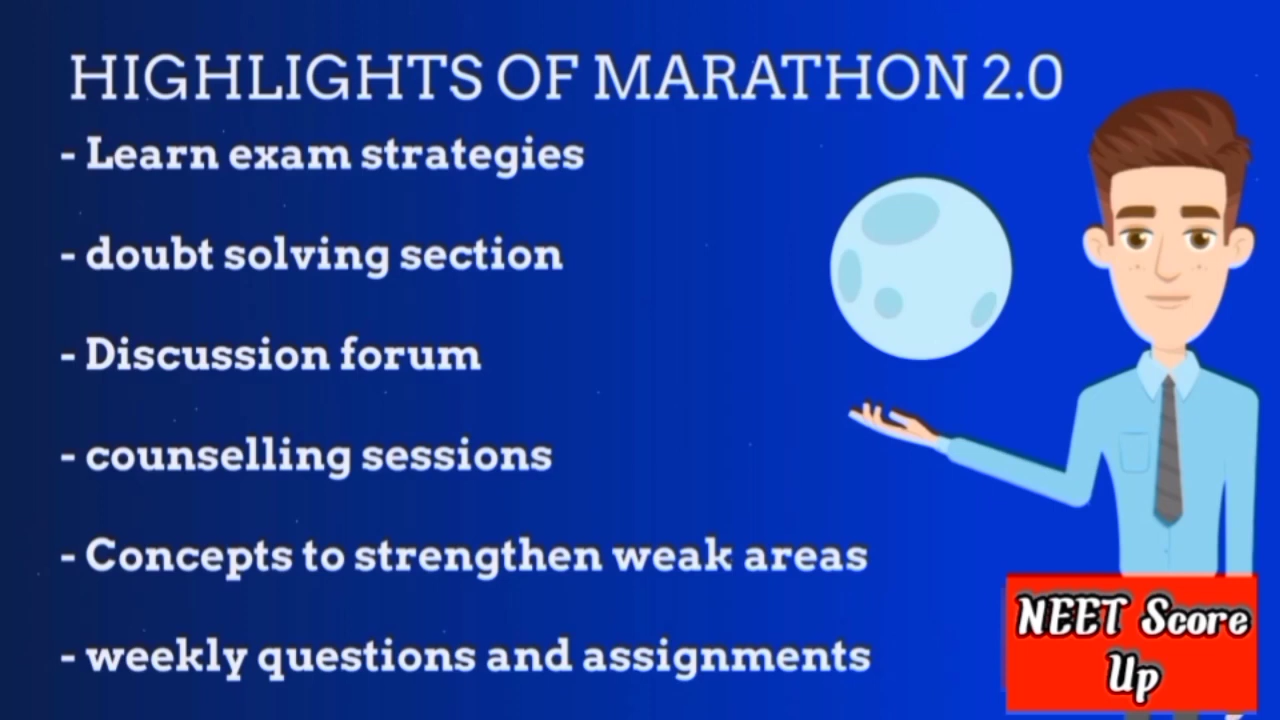 HIGHLIGHTS OF MARATHON 2.0
- Learn exam strategies
- doubt solving section
- Discussion forum
- counselling sessions
- Concepts to strengthen weak areas
- weekly questions and assignments
NEET Score
Up